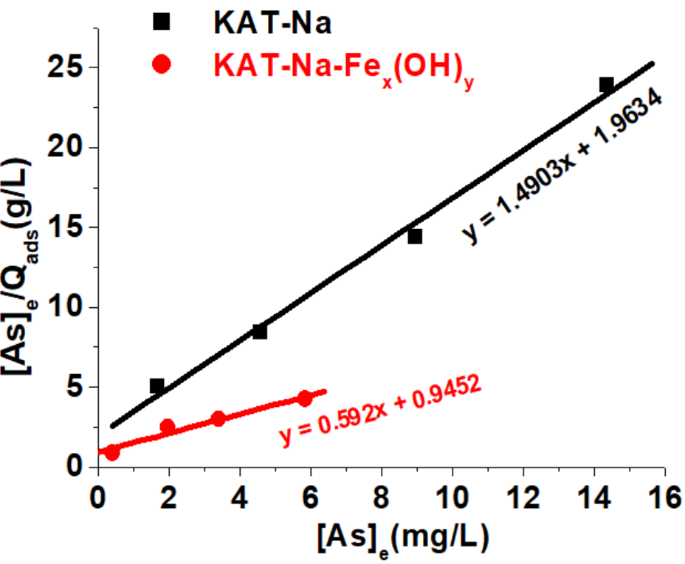 KAT-Na
KAT-Na-Feₓ(OH)ᵧ
[As]ₑ/Qads(g/L)
25
20
15
10
5
0
0 2 4 6 8 10 12 14 16
[As]ₑ(mg/L)
y = 1.4903x + 1.9634
y = 0.592x + 0.9452